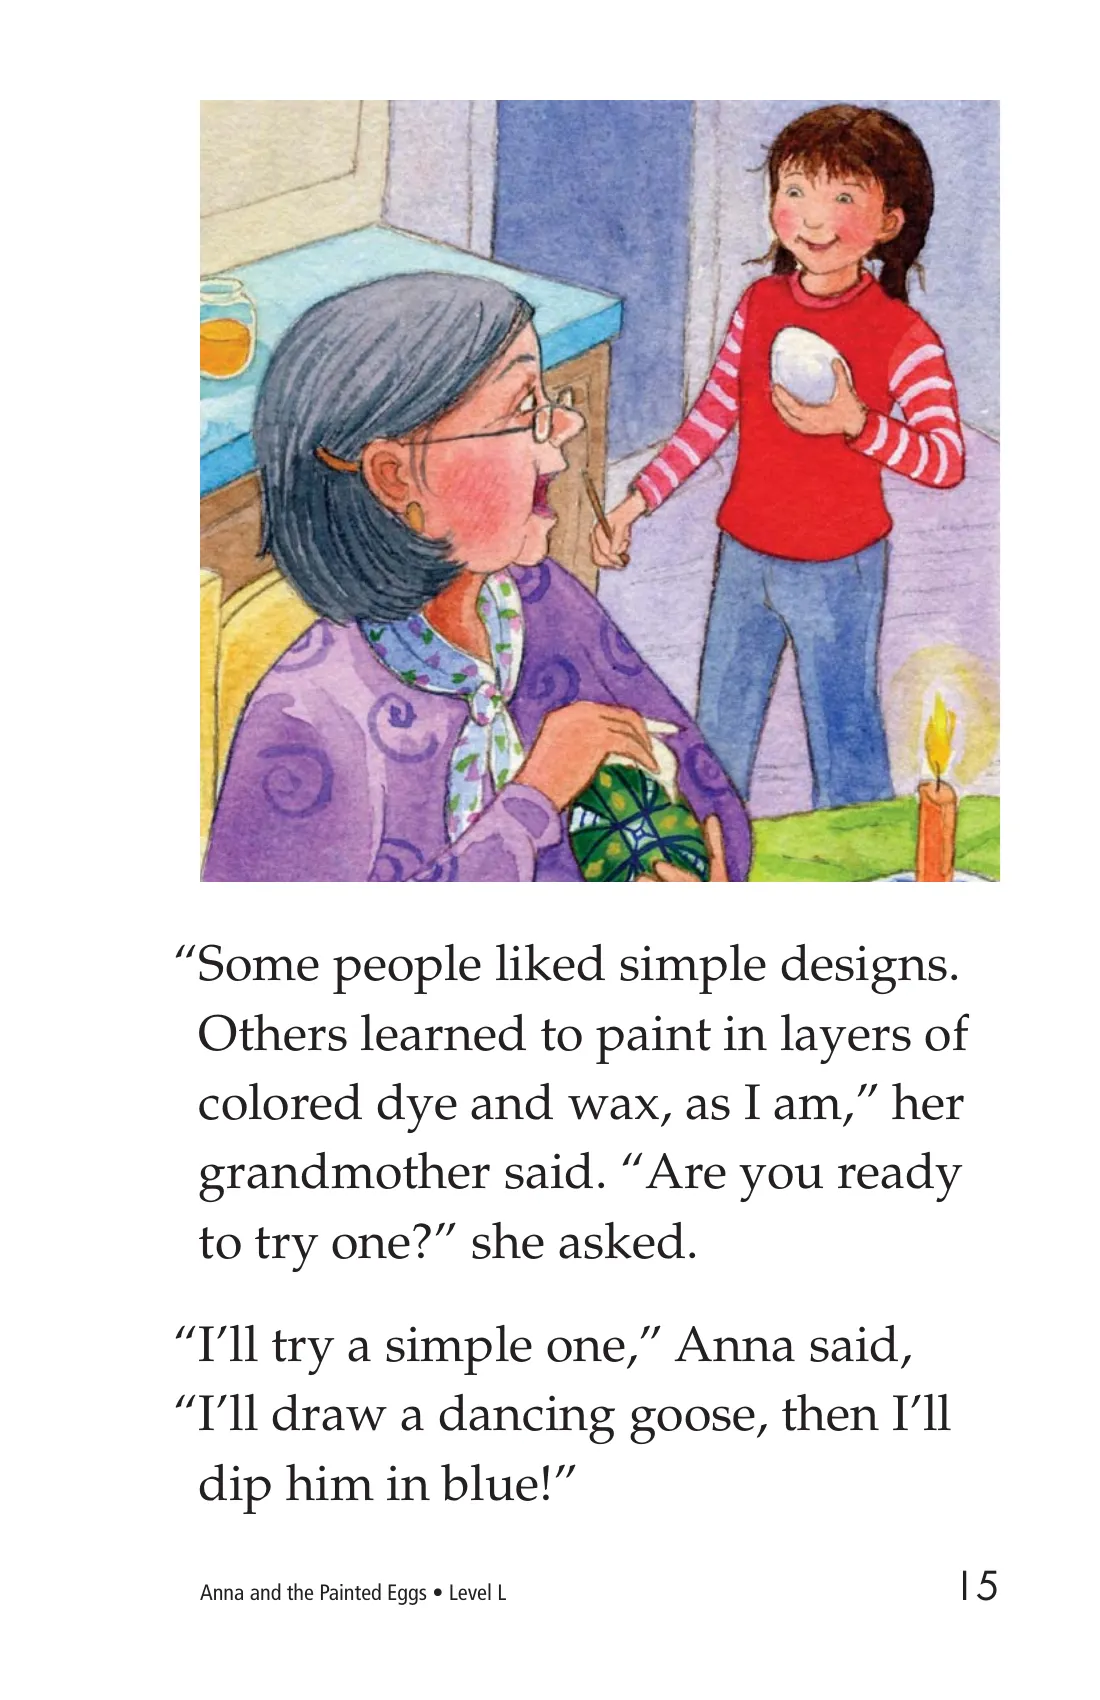 “Some people liked simple designs.
Others learned to paint in layers of
colored dye and wax, as I am,” her
grandmother said. “Are you ready
to try one?” she asked.
“I’ll try a simple one,” Anna said,
“I’ll draw a dancing goose, then I’ll
dip him in blue!”
Anna and the Painted Eggs • Level L
15